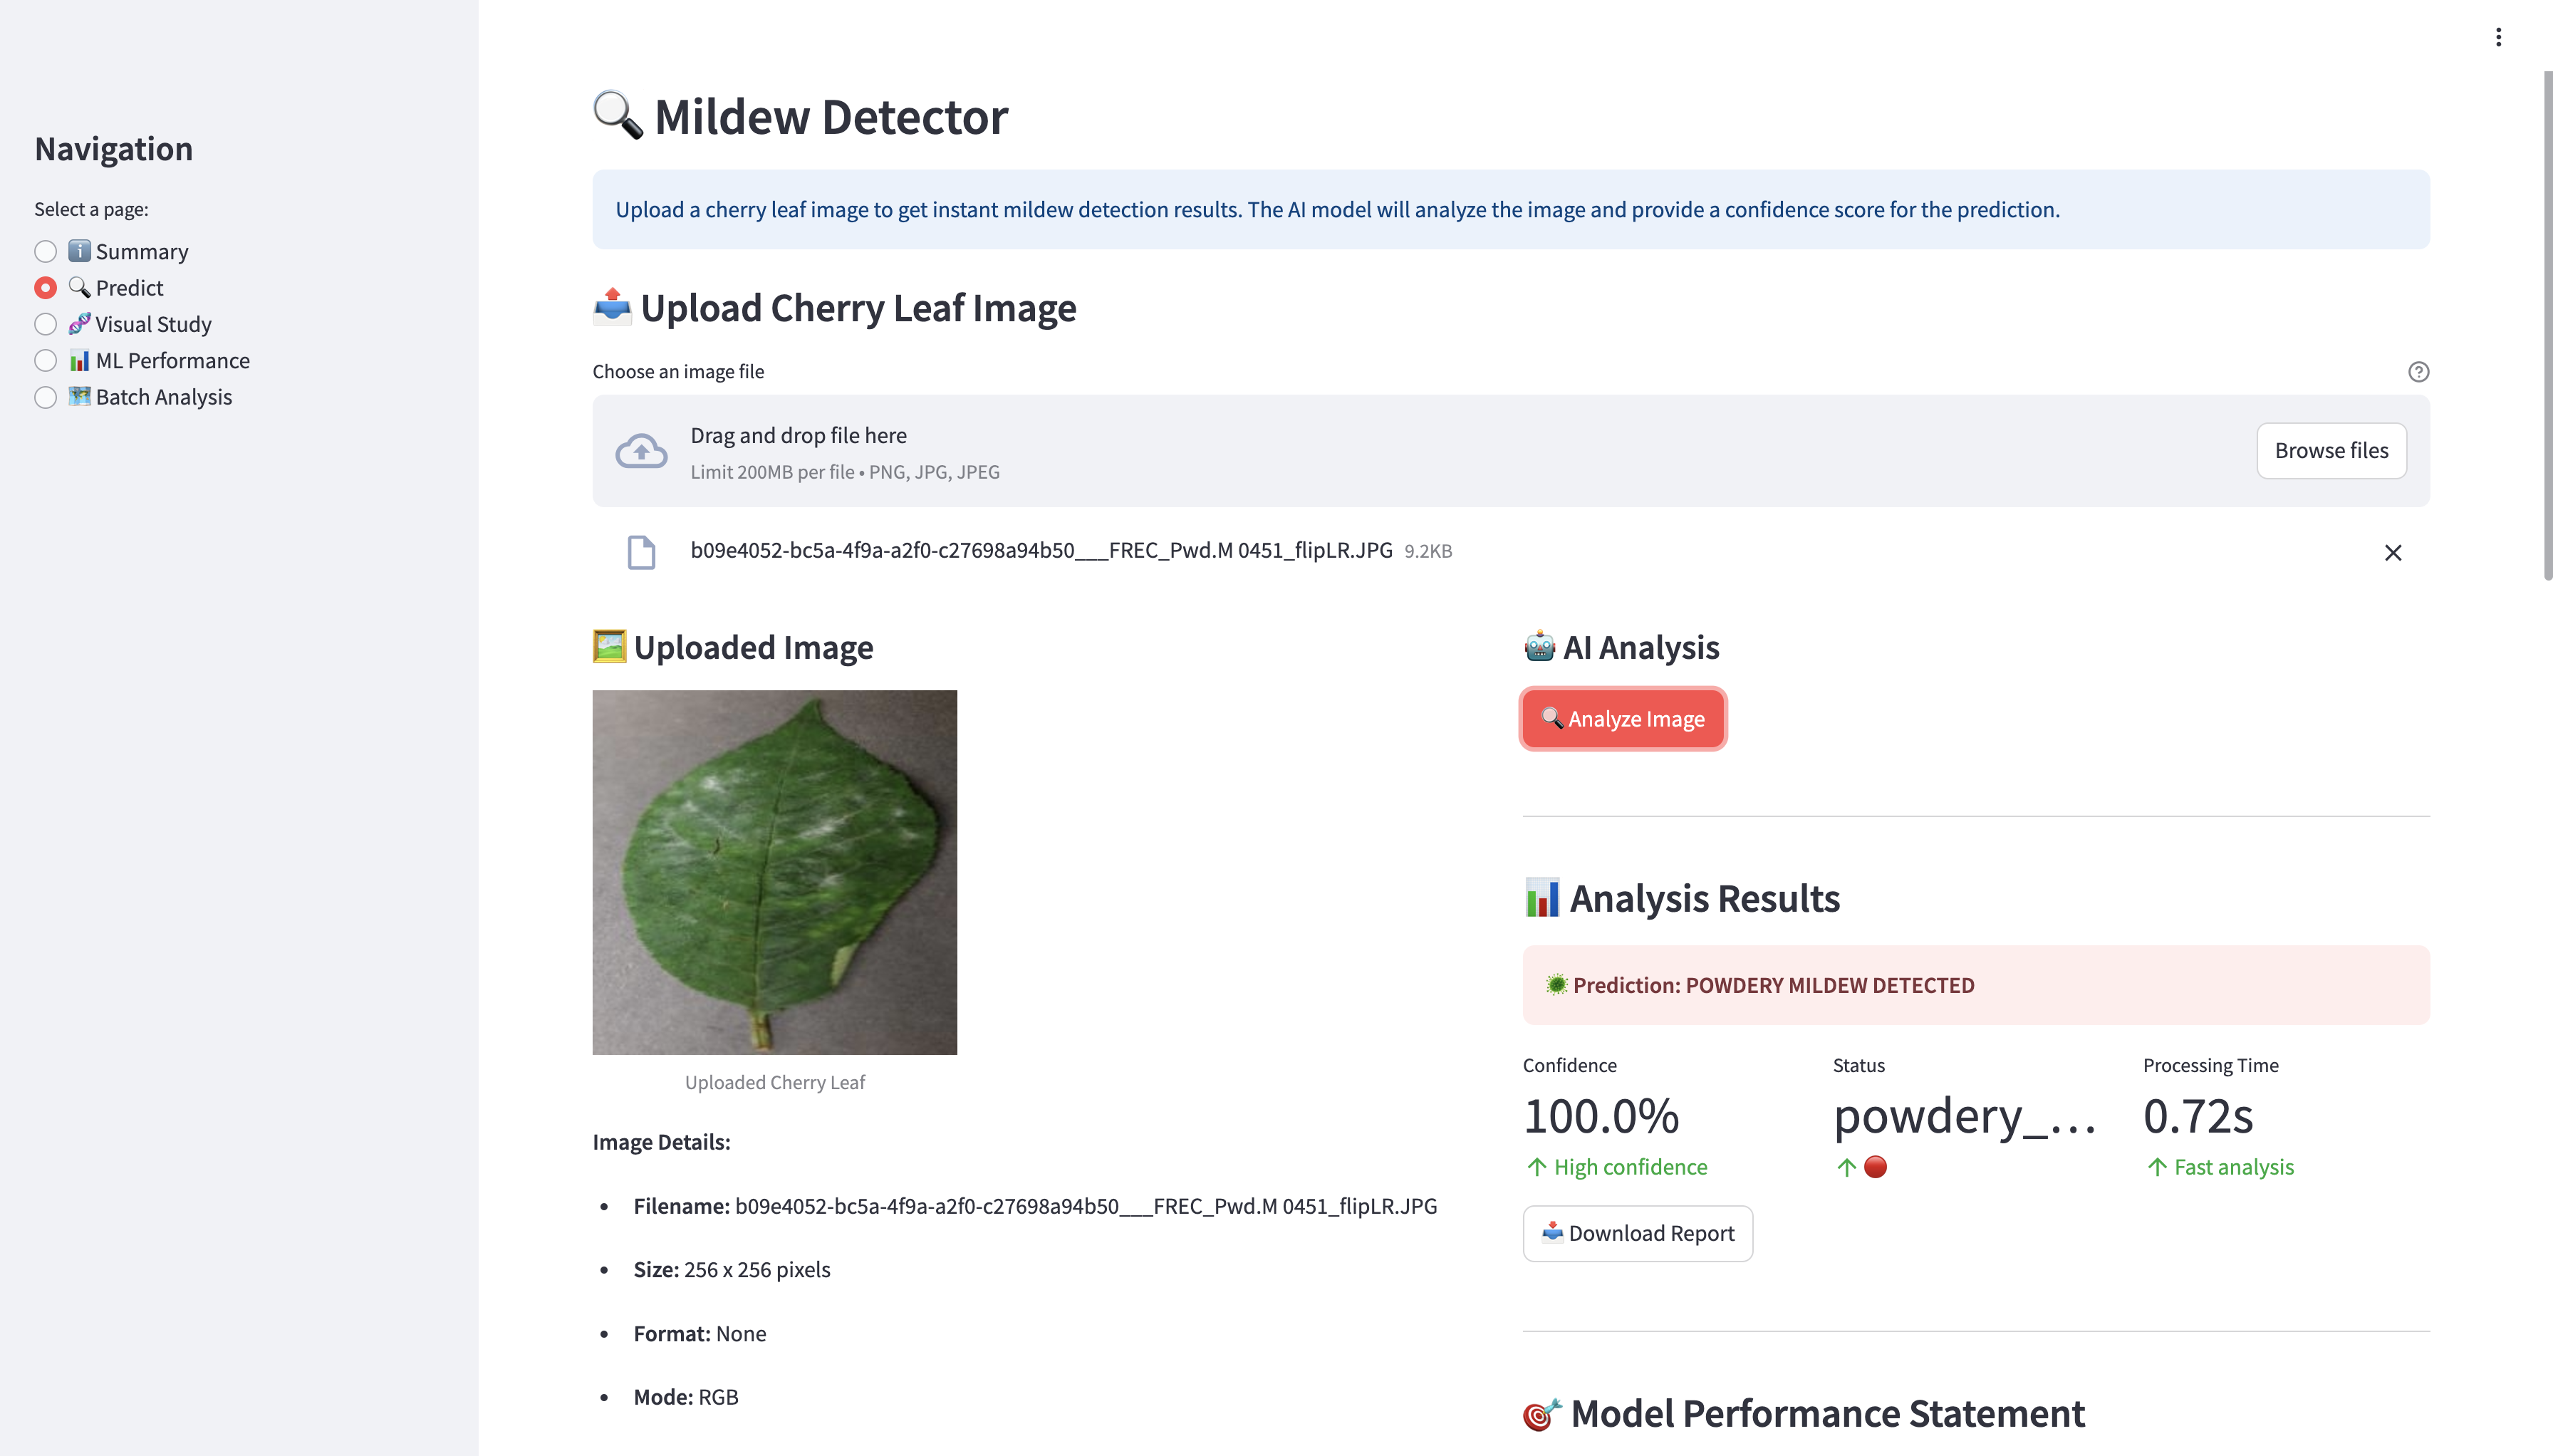 Navigation
Select a page:
Summary
Predict
Visual Study
ML Performance
Batch Analysis
Mildew Detector
Upload a cherry leaf image to get instant mildew detection results. The AI model will analyze the image and provide a confidence score for the prediction.
Upload Cherry Leaf Image
Choose an image file
Drag and drop file here
Limit 200MB per file • PNG, JPG, JPEG
Browse files
b09e4052-bc5a-4f9a-a2f0-c27698a94b50___FREC_Pwd.M 0451_flipLR.JPG 9.2KB
Uploaded Image
Uploaded Cherry Leaf
Image Details:
• Filename: b09e4052-bc5a-4f9a-a2f0-c27698a94b50___FREC_Pwd.M 0451_flipLR.JPG
• Size: 256 x 256 pixels
• Format: None
• Mode: RGB
AI Analysis
Analyze Image
Analysis Results
Prediction: POWDERY MILDEW DETECTED
Confidence
100.0%
↑ High confidence
Status
powdery_...
↑
Processing Time
0.72s
↑ Fast analysis
Download Report
Model Performance Statement